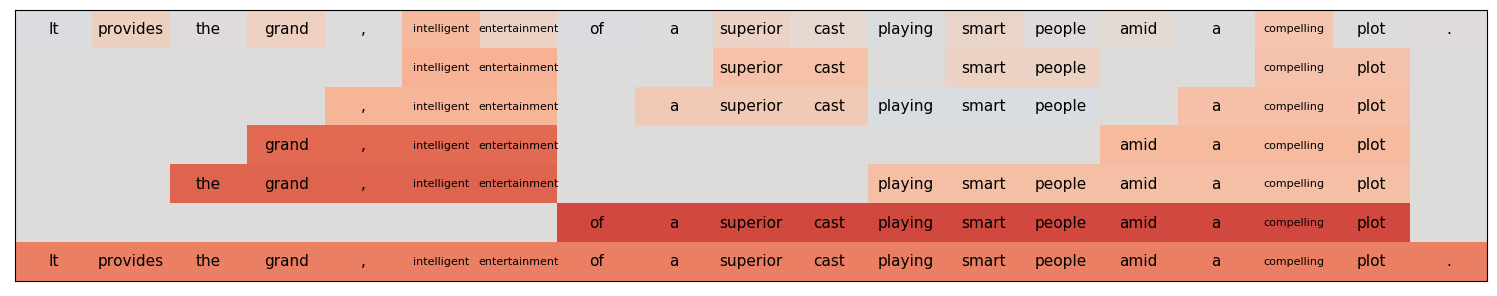 It provides the grand , intelligent entertainment of a superior cast playing smart people amid a compelling plot .
intelligent entertainment superior cast smart people compelling plot
, intelligent entertainment a superior cast playing smart people a compelling plot
grand , intelligent entertainment amid a compelling plot
the grand , intelligent entertainment playing smart people amid a compelling plot
of a superior cast playing smart people amid a compelling plot
It provides the grand , intelligent entertainment of a superior cast playing smart people amid a compelling plot .